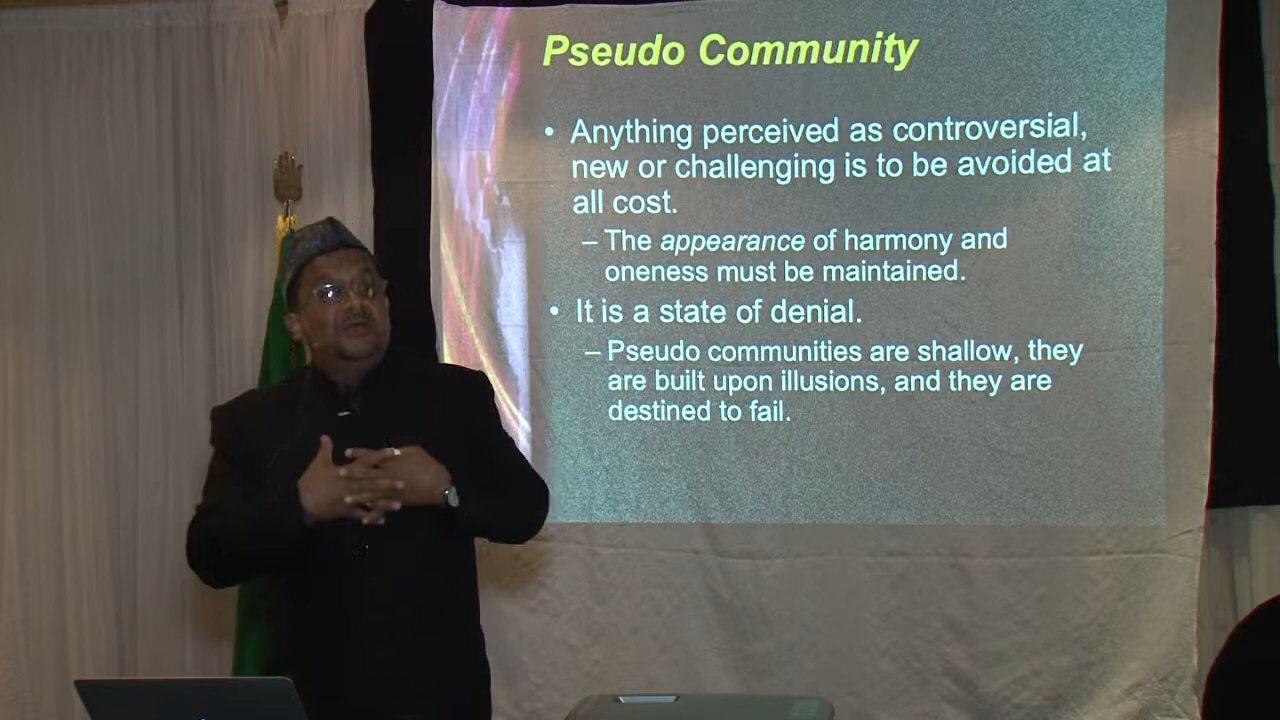 Pseudo Community
• Anything perceived as controversial,
new or challenging is to be avoided at
all cost.
– The appearance of harmony and
oneness must be maintained.
• It is a state of denial.
– Pseudo communities are shallow, they
are built upon illusions, and they are
destined to fail.